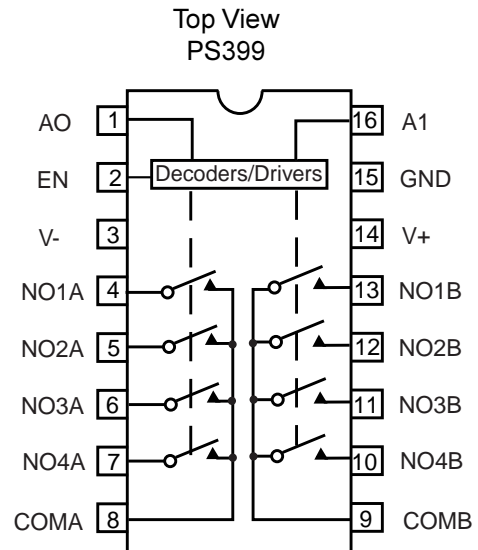 Top View
PS399
AO 1 16 A1
EN 2 Decoders/Drivers 15 GND
V- 3 14 V+
NO1A 4 13 NO1B
NO2A 5 12 NO2B
NO3A 6 11 NO3B
NO4A 7 10 NO4B
COMA 8 9 COMB